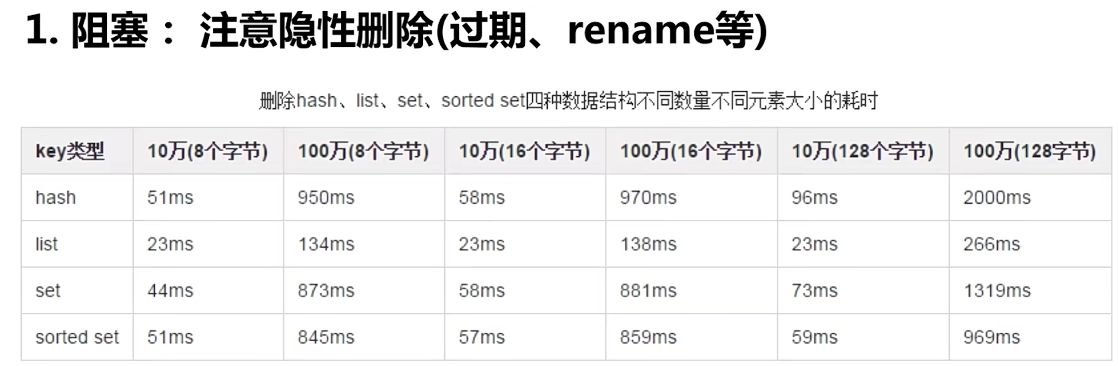 1. 阻塞： 注意隐性删除(过期、rename等)
删除hash、list、set、sorted set四种数据结构不同数量不同元素大小的耗时
key类型 10万(8个字节) 100万(8个字节) 10万(16个字节) 100万(16个字节) 10万(128个字节) 100万(128字节)
hash 51ms 950ms 58ms 970ms 96ms 2000ms
list 23ms 134ms 23ms 138ms 23ms 266ms
set 44ms 873ms 58ms 881ms 73ms 1319ms
sorted set 51ms 845ms 57ms 859ms 59ms 969ms